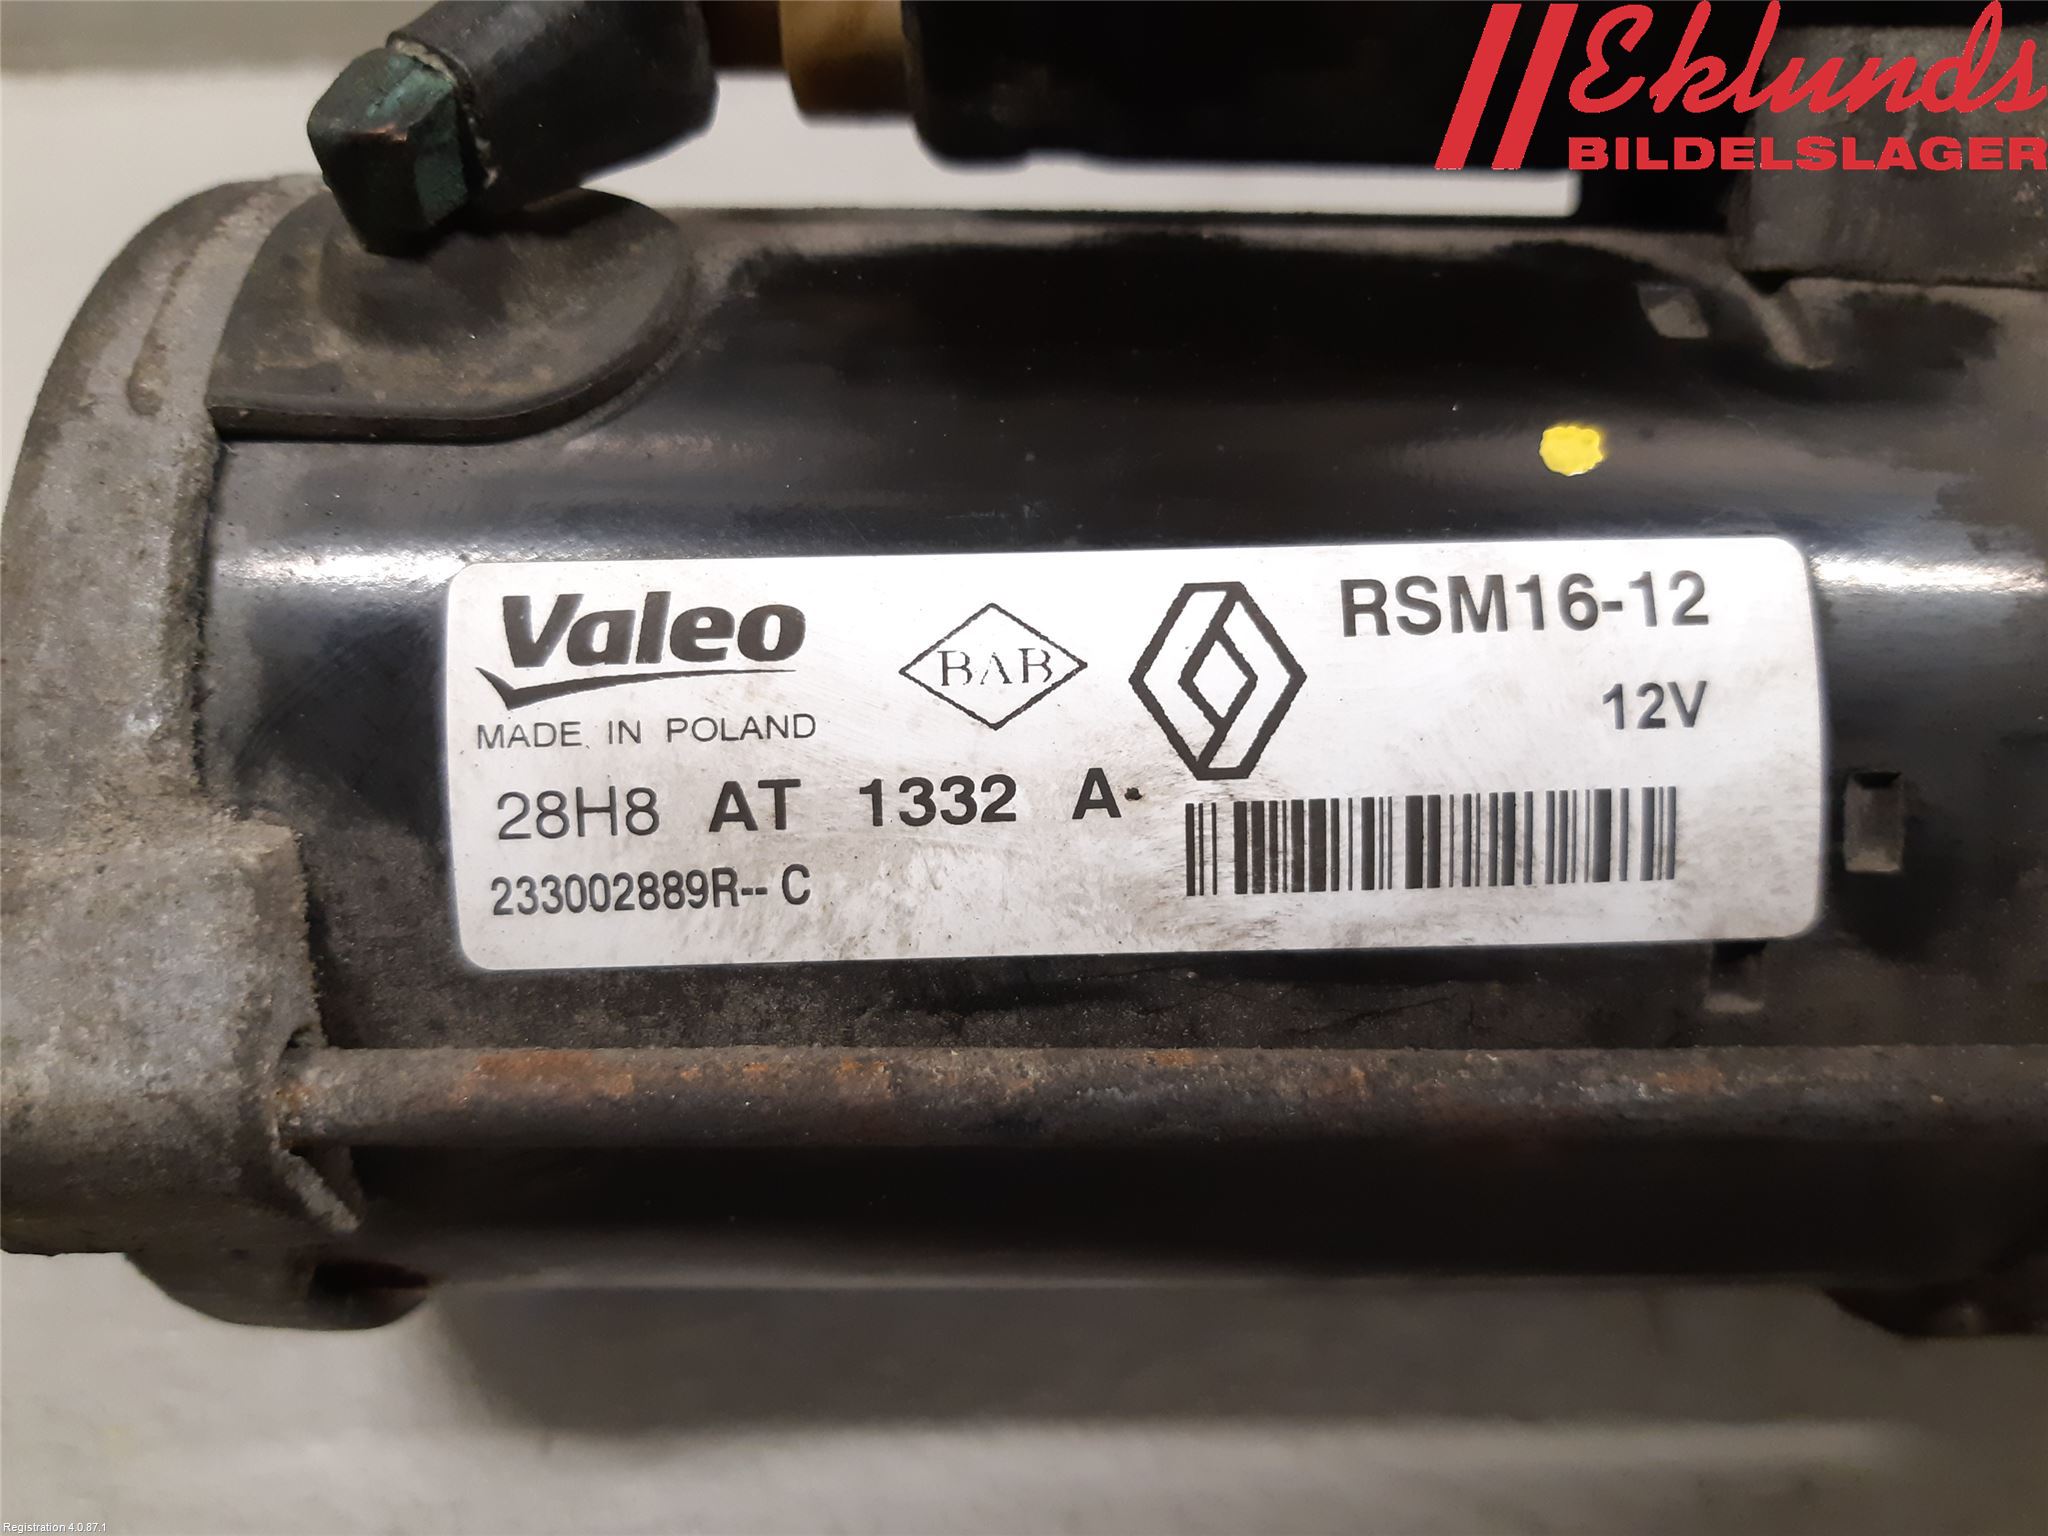 Eklunds
BILDELSLAGER
Valeo
BAB
RSM16-12
12V
MADE IN POLAND
28H8 AT 1332 A
233002889R-- C
Registration 4.0.87.1